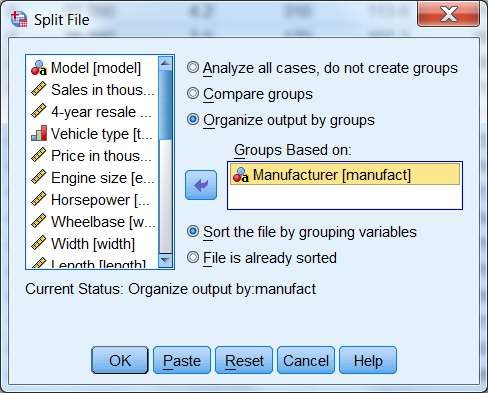 Split File
Model [model]
Sales in thous...
4-year resale ...
Vehicle type [t...
Price in thous...
Engine size [e...
Horsepower [...
Wheelbase [w...
Width [width]
Length [length]
Analyze all cases, do not create groups
Compare groups
Organize output by groups
Groups Based on:
Manufacturer [manufact]
Sort the file by grouping variables
File is already sorted
Current Status: Organize output by:manufact
OK
Paste
Reset
Cancel
Help